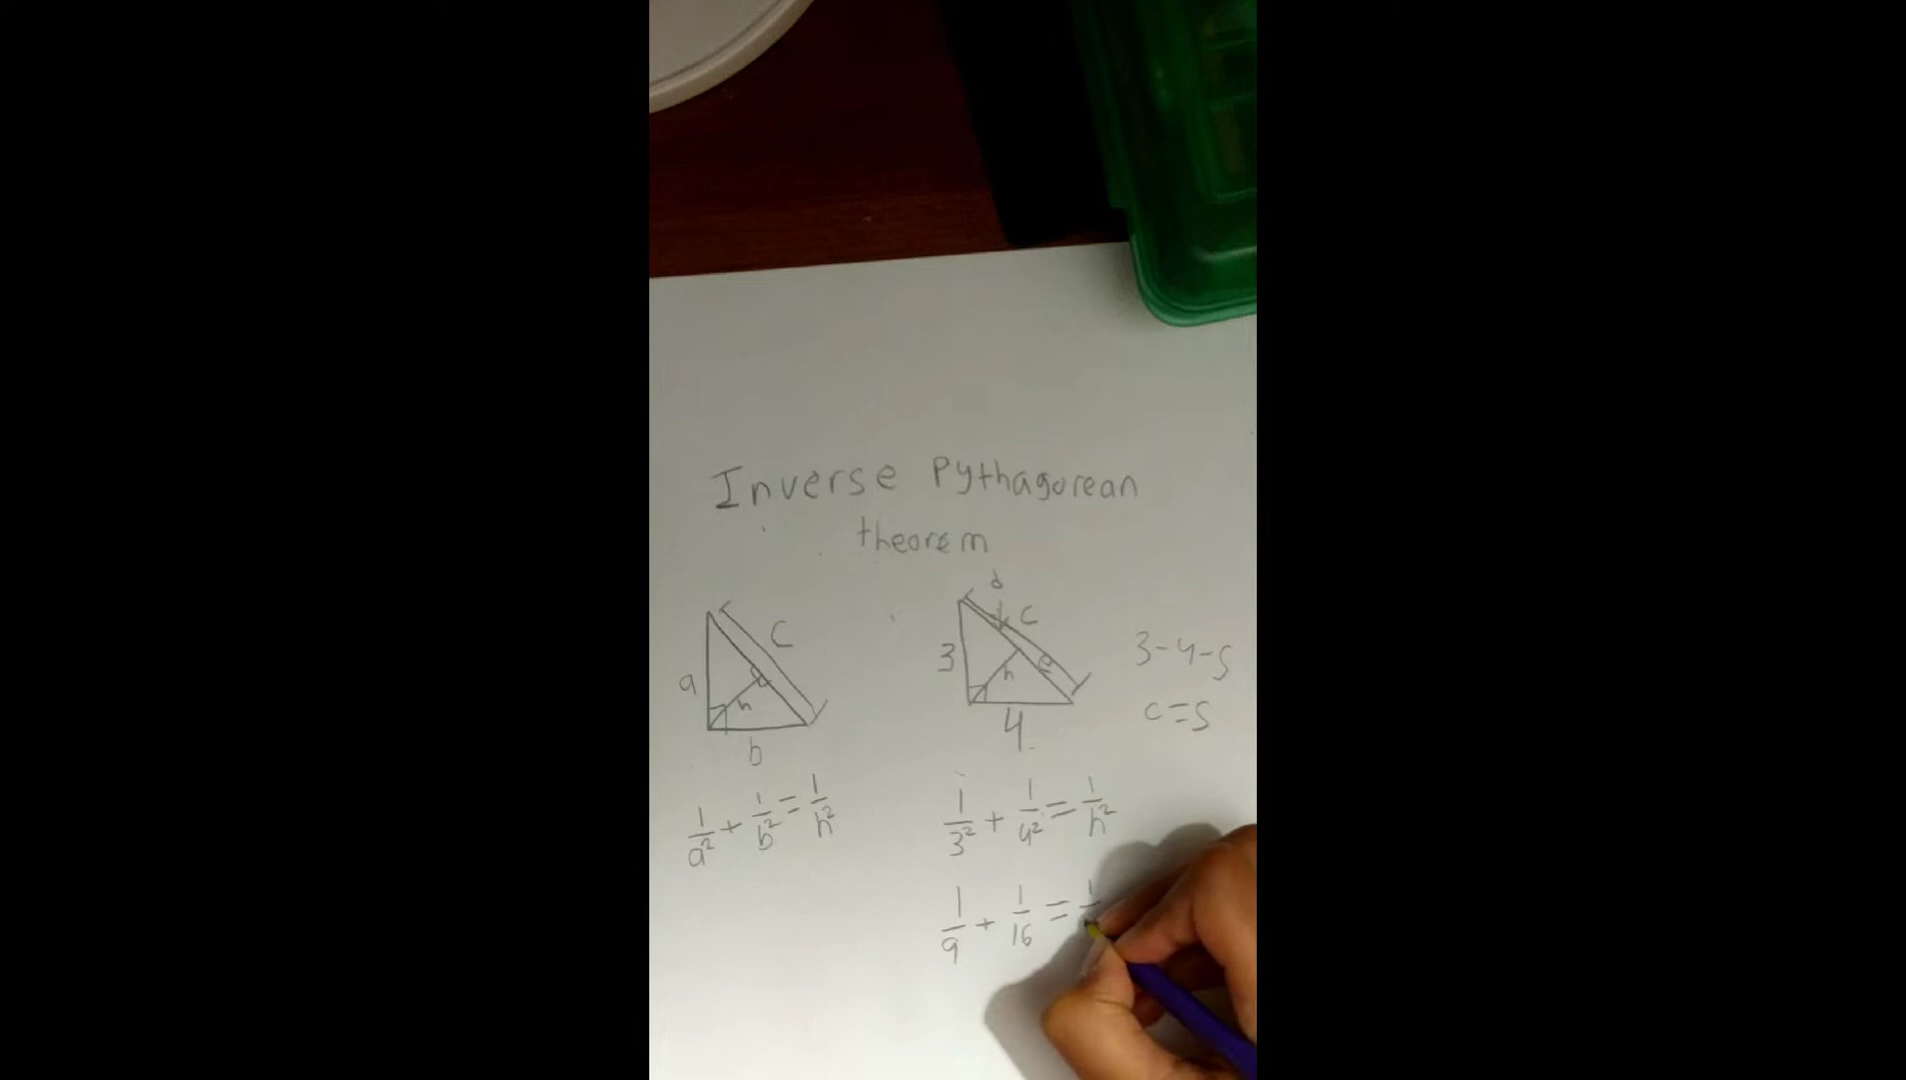 Inverse Pythagorean
theorem
a
h
c
b
1/a² + 1/b² = 1/h²
d
c
3
h
e
4
3-4-5
c=5
1/3² + 1/4² = 1/h²
1/9 + 1/16 = 1/